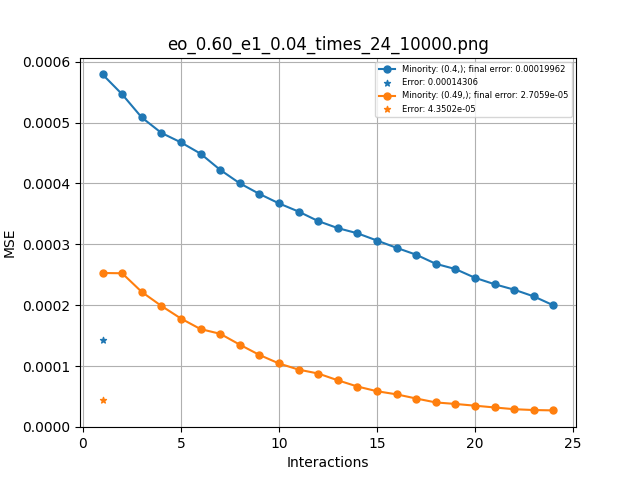 eo_0.60_e1_0.04_times_24_10000.png
0.0006
0.0005
0.0004
0.0003
0.0002
0.0001
0.0000
MSE
Minority: (0.4,); final error: 0.00019962
Error: 0.00014306
Minority: (0.49,); final error: 2.7059e-05
Error: 4.3502e-05
0 5 10 15 20 25
Interactions